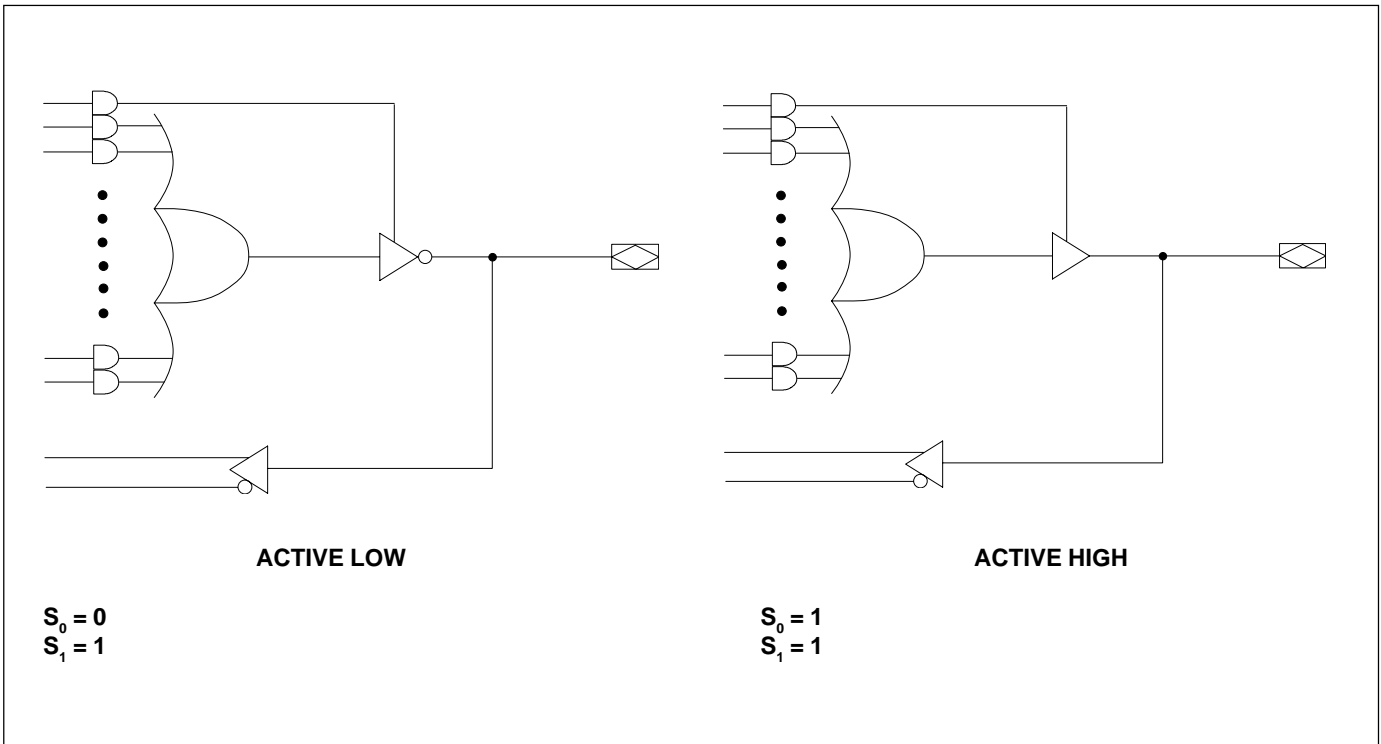 ACTIVE LOW
ACTIVE HIGH
S₀ = 0
S₁ = 1
S₀ = 1
S₁ = 1